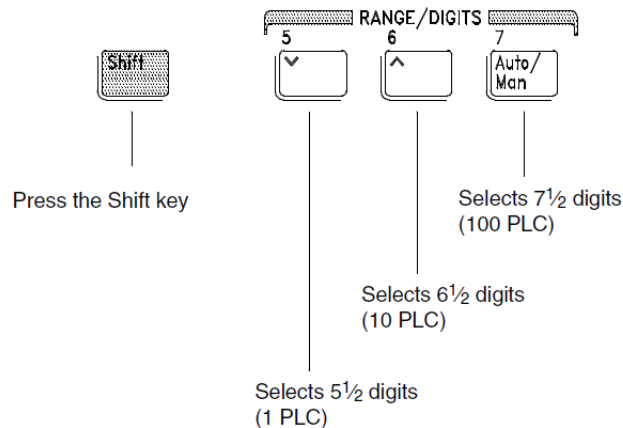 RANGE/DIGITS
5 6 7
Shift
Auto/
Man
Press the Shift key
Selects 7½ digits
(100 PLC)
Selects 6½ digits
(10 PLC)
Selects 5½ digits
(1 PLC)